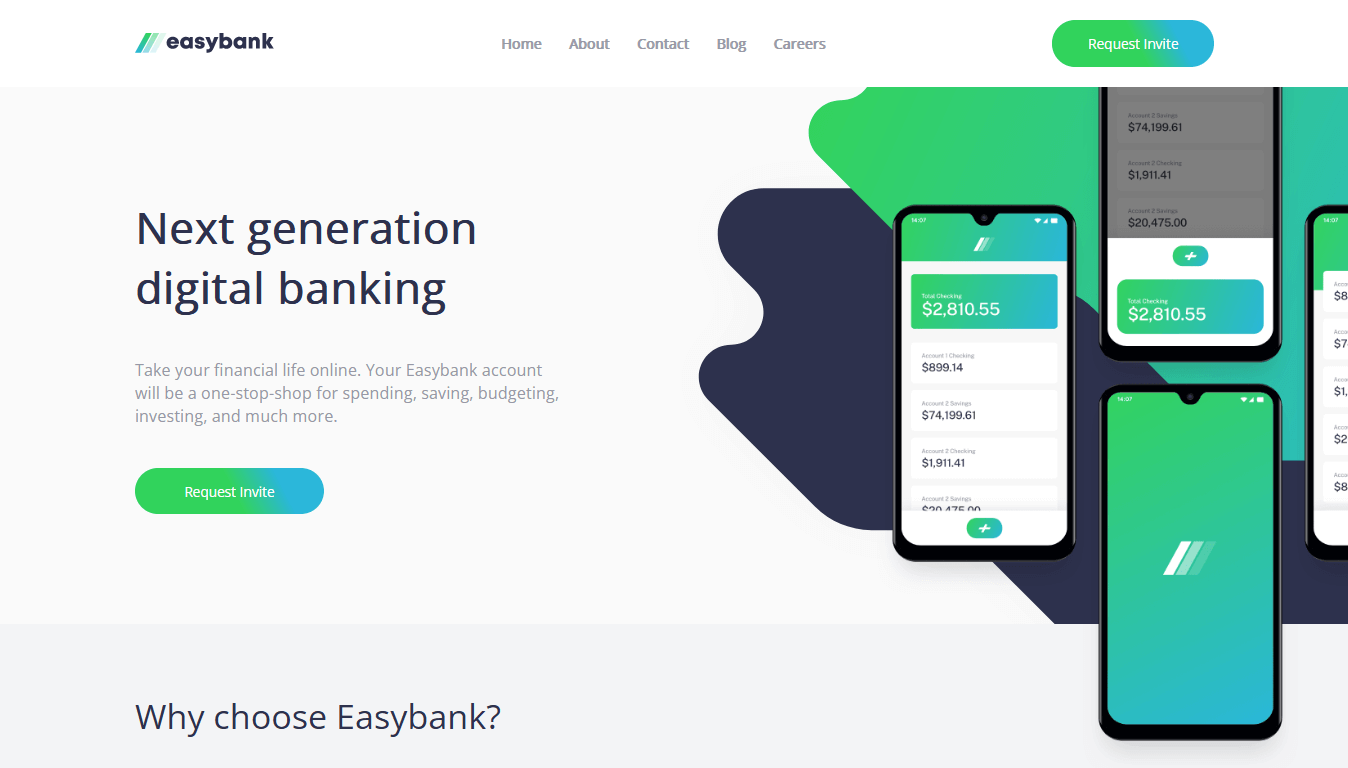 easybank
Home
About
Contact
Blog
Careers
Request Invite
Next generation
digital banking
Take your financial life online. Your Easybank account
will be a one-stop-shop for spending, saving, budgeting,
investing, and much more.
Request Invite
14:07
Total Checking
$2,810.55
Account 1 Checking
$899.14
Account 2 Savings
$74,199.61
Account 2 Checking
$1,911.41
Account 2 Savings
$20,475.00
Account 2 Savings
$74,199.61
Account 2 Checking
$1,911.41
Account 2 Savings
$20,475.00
Total Checking
$2,810.55
14:07
14:07
Why choose Easybank?